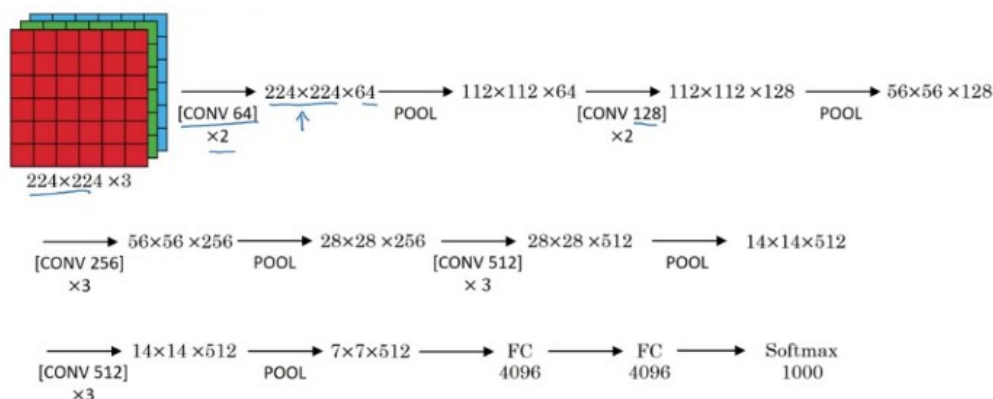 224×224×64
112×112 ×64
112×112 ×128
56×56 ×128
[CONV 64]
×2
POOL
[CONV 128]
×2
POOL
224×224 ×3
56×56 ×256
28×28 ×256
28×28 ×512
14×14×512
[CONV 256]
×3
POOL
[CONV 512]
× 3
POOL
14×14 ×512
7×7×512
FC
4096
FC
4096
Softmax
1000
[CONV 512]
×3
POOL